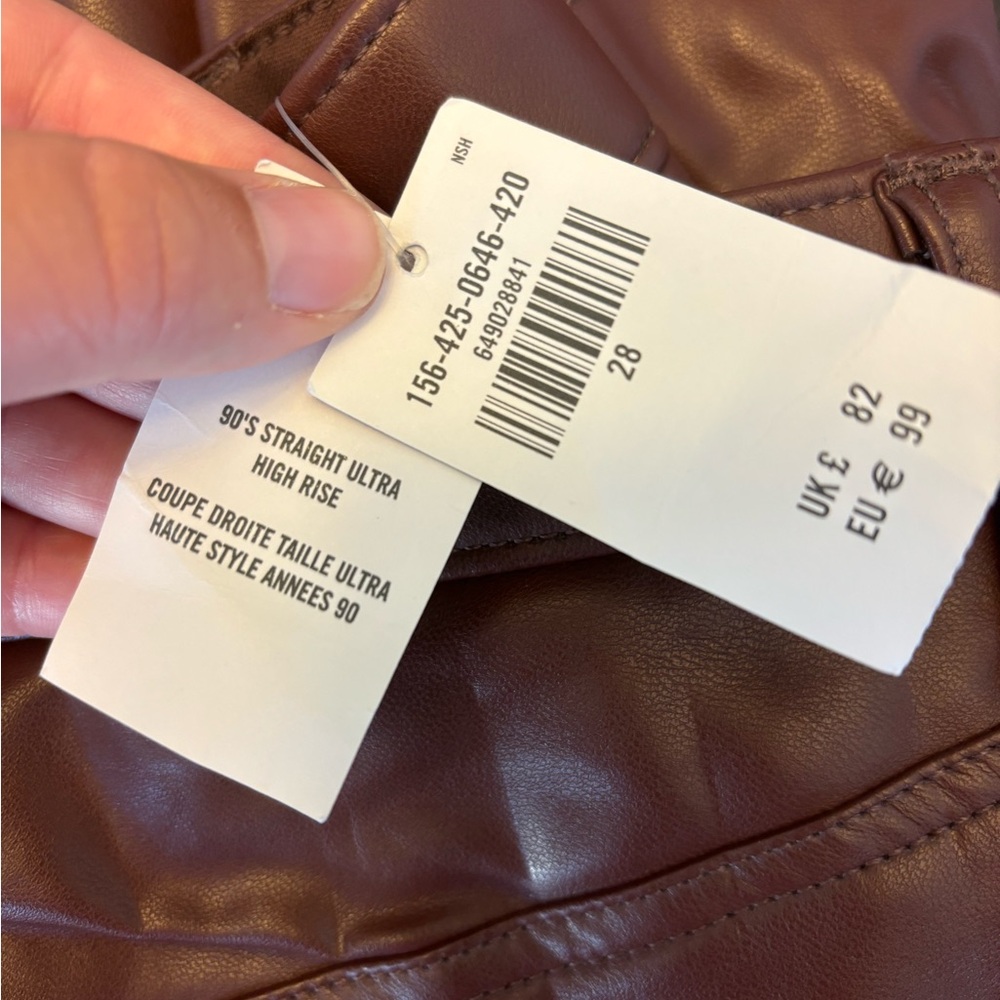 NSH
156-425-0646-420
649028841
28
UK £ 82
EU € 99
90'S STRAIGHT ULTRA
HIGH RISE
COUPE DROITE TAILLE ULTRA
HAUTE STYLE ANNEES 90